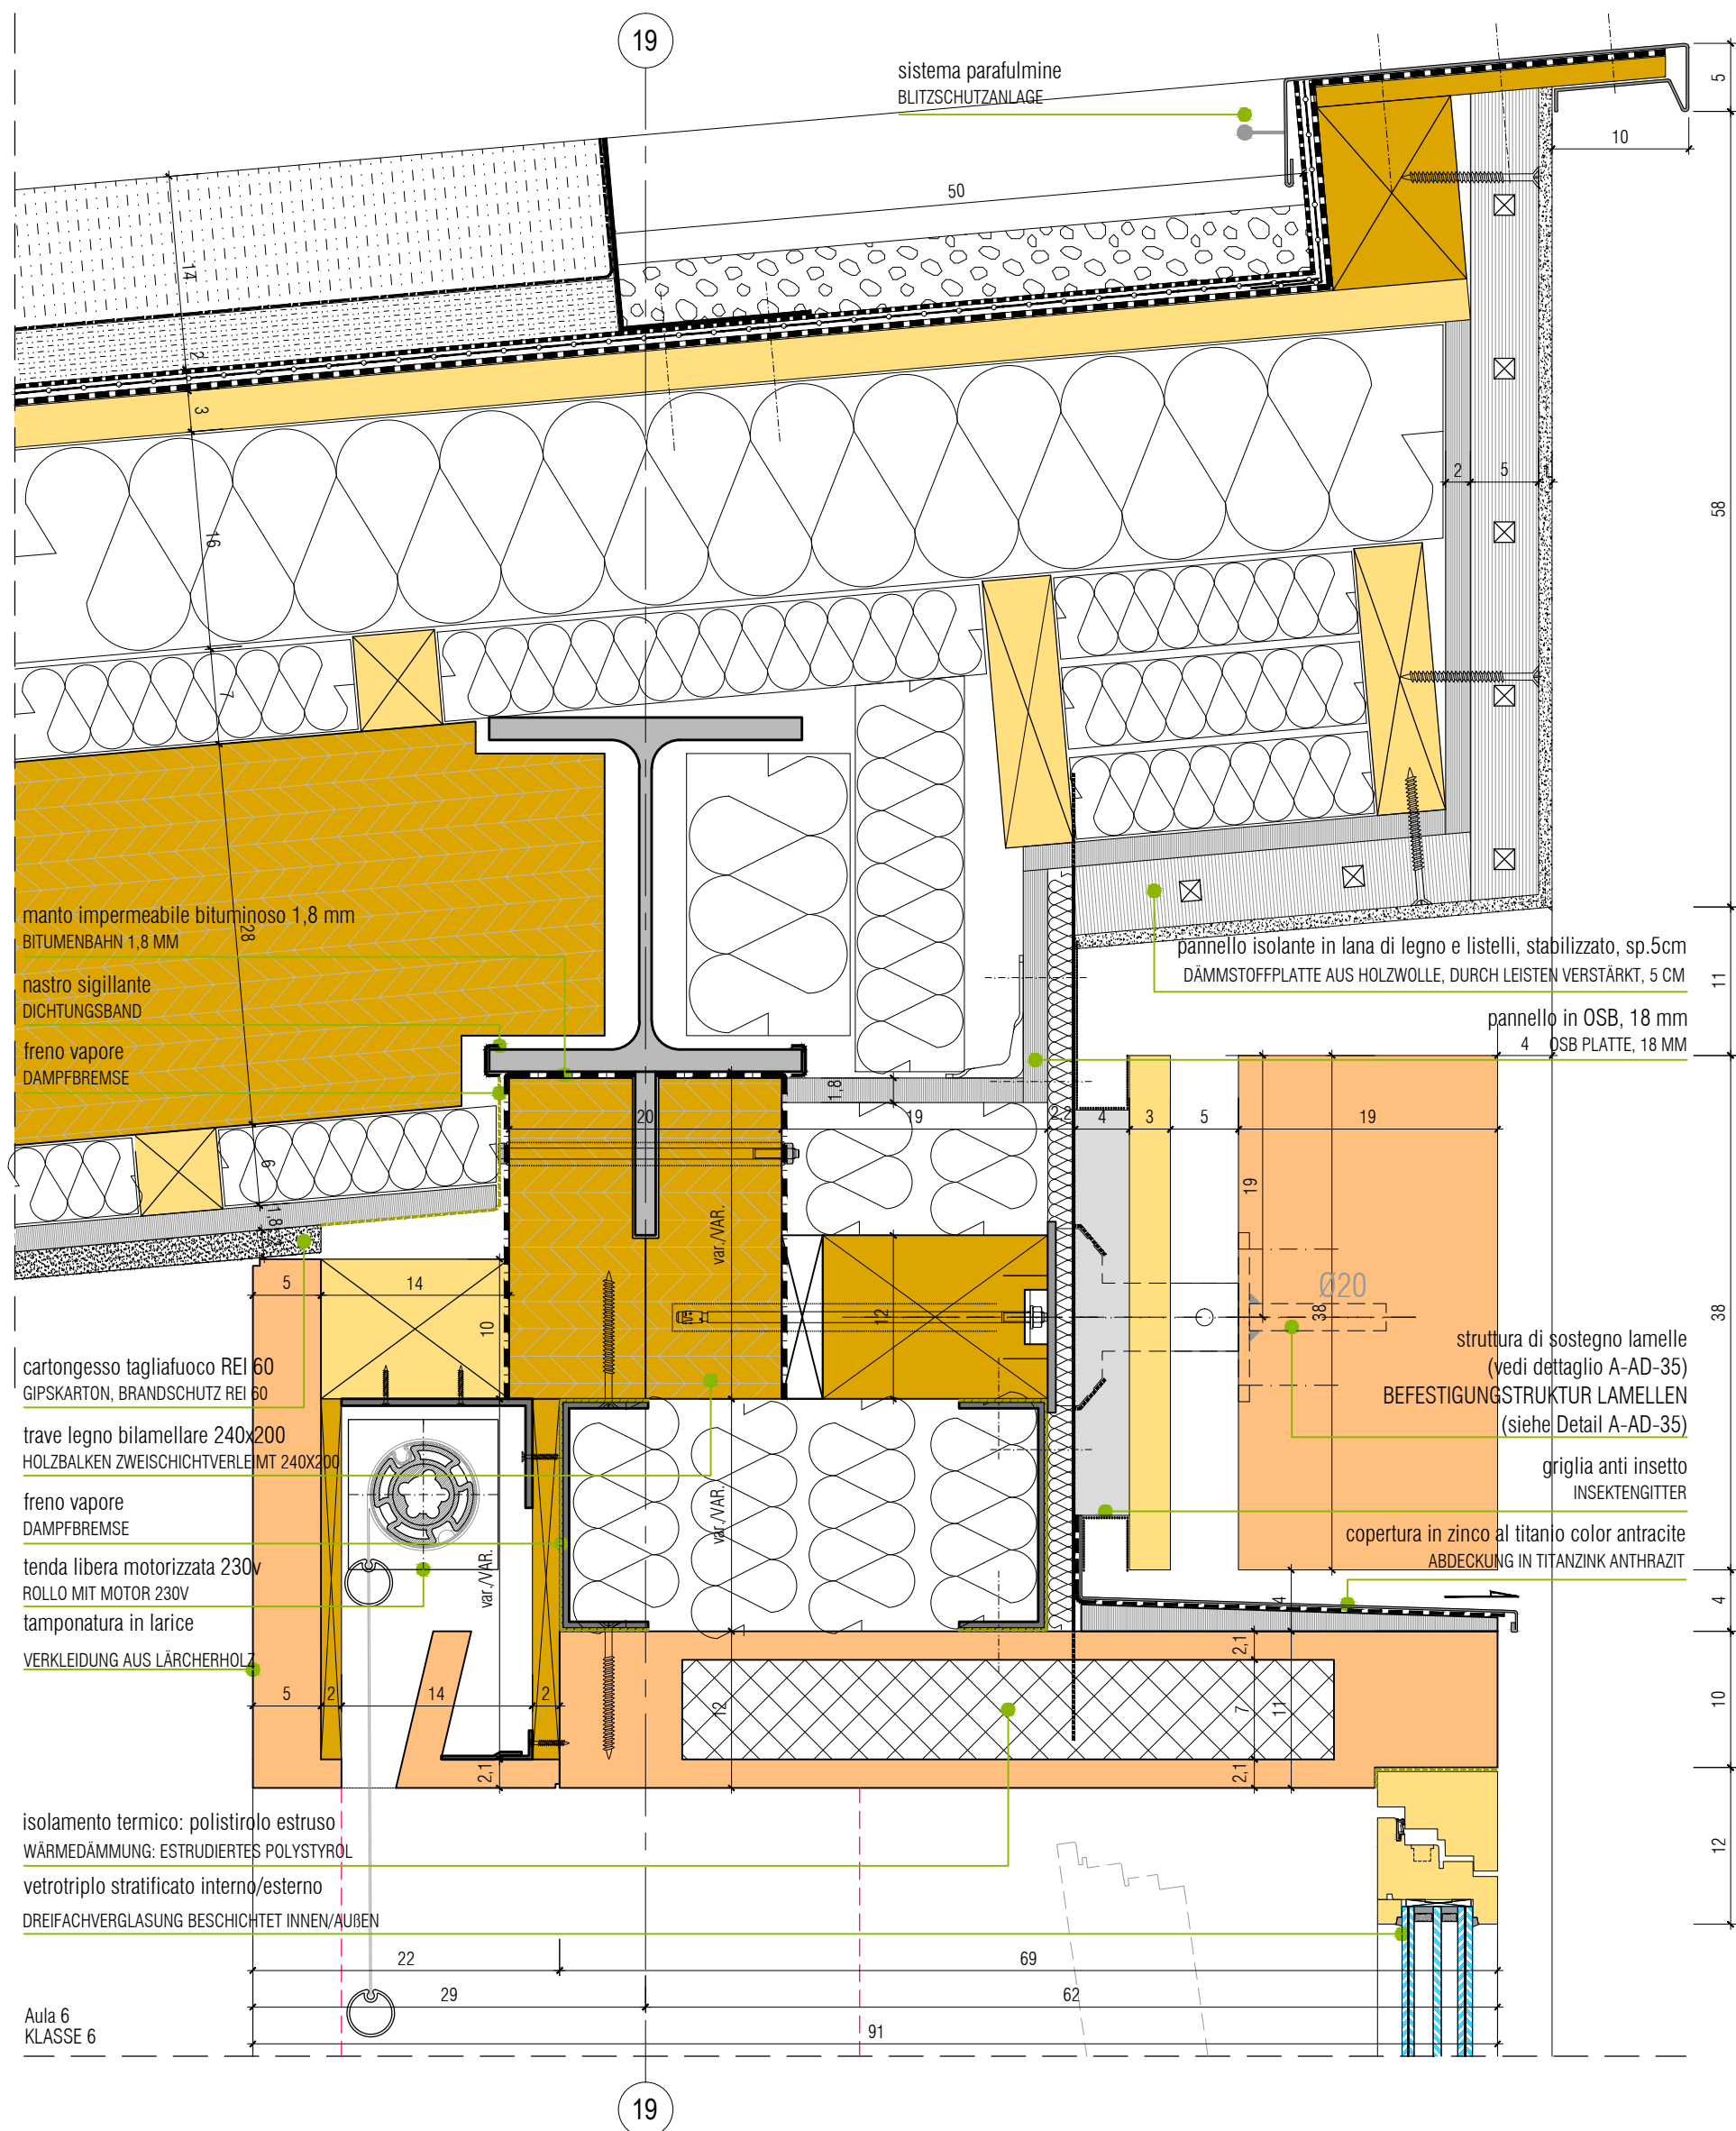 19
sistema parafulmine
BLITZSCHUTZANLAGE
5
10
50
14
2
3
16
7
28
2 5 1
58
manto impermeabile bituminoso 1,8 mm
BITUMENBAHN 1,8 MM
nastro sigillante
DICHTUNGSBAND
freno vapore
DAMPFBREMSE
pannello isolante in lana di legno e listelli, stabilizzato, sp.5cm
DÄMMSTOFFPLATTE AUS HOLZWOLLE, DURCH LEISTEN VERSTÄRKT, 5 CM
11
pannello in OSB, 18 mm
4 OSB PLATTE, 18 MM
1,8
20 19 2,2 4 3 5 19
6
1,8
19
var./VAR.
5 14
10
12
Ø20
38
38
cartongesso tagliafuoco REI 60
GIPSKARTON, BRANDSCHUTZ REI 60
trave legno bilamellare 240x200
HOLZBALKEN ZWEISCHICHTVERLEIMT 240X200
freno vapore
DAMPFBREMSE
tenda libera motorizzata 230v
ROLLO MIT MOTOR 230V
tamponatura in larice
VERKLEIDUNG AUS LÄRCHERHOLZ
struttura di sostegno lamelle
(vedi dettaglio A-AD-35)
BEFESTIGUNGSTRUKTUR LAMELLEN
(siehe Detail A-AD-35)
griglia anti insetto
INSEKTENGITTER
copertura in zinco al titanio color antracite
ABDECKUNG IN TITANZINK ANTHRAZIT
var./VAR.
var./VAR.
4
4
5 2 14 2
2,1
12
2,1
7
11
2,1
10
12
isolamento termico: polistirolo estruso
WÄRMEDÄMMUNG: ESTRUDIERTES POLYSTYROL
vetrotriplo stratificato interno/esterno
DREIFACHVERGLASUNG BESCHICHTET INNEN/AUßEN
22 69
29 62
91
Aula 6
KLASSE 6
19